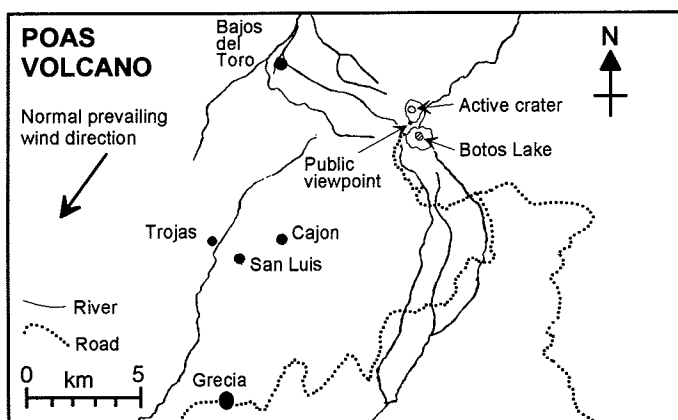 POAS
VOLCANO
Bajos
del
Toro
N
Normal prevailing
wind direction
Active crater
Public
viewpoint
Botos Lake
Trojas
Cajon
San Luis
River
Road
0 km 5
Grecia